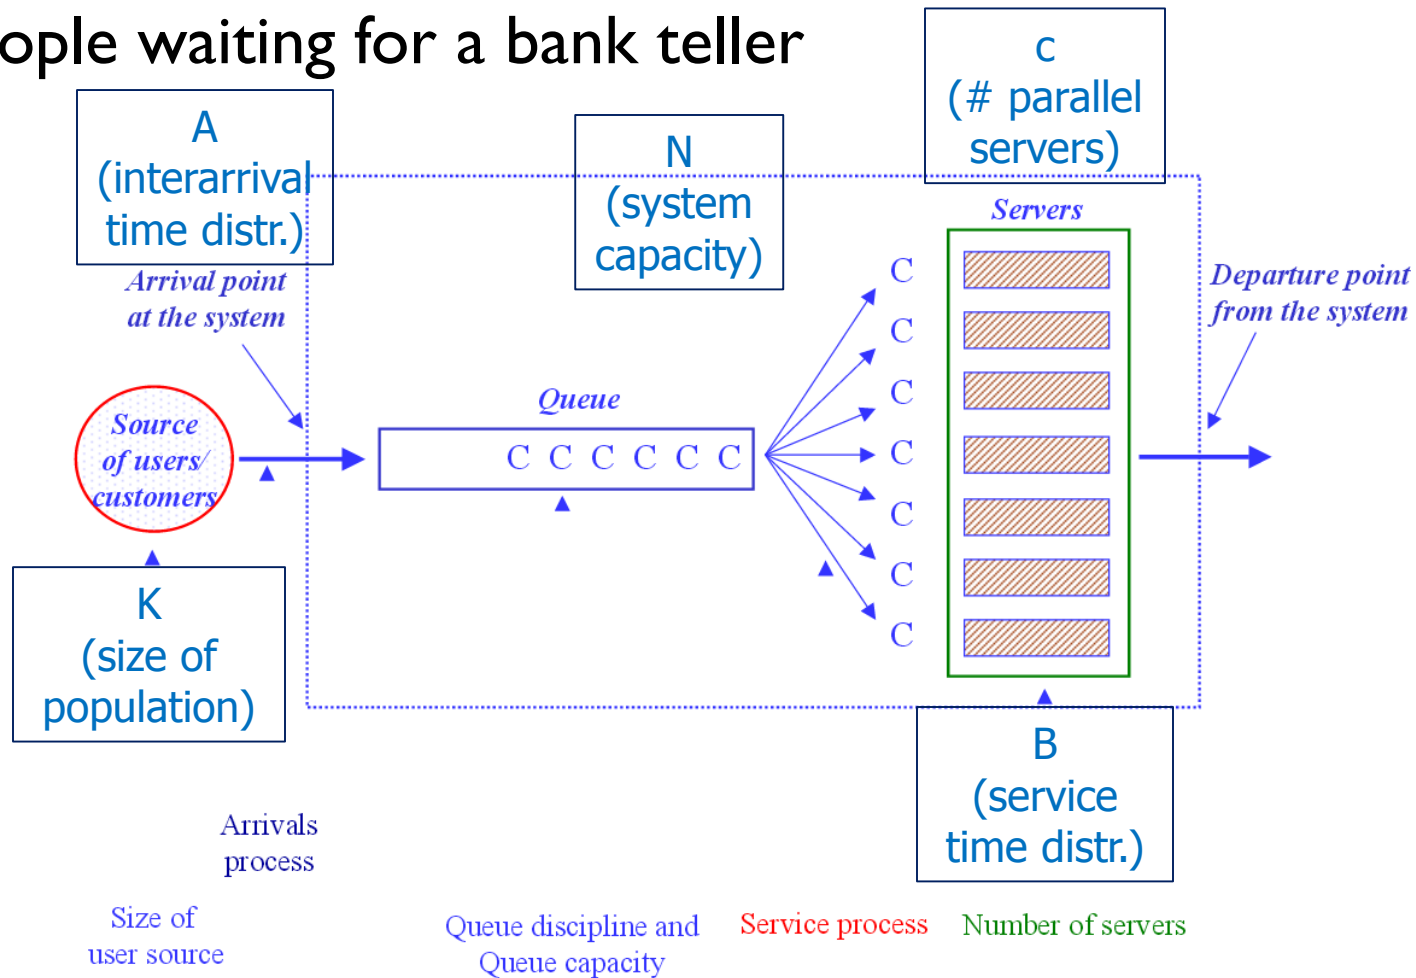 ople waiting for a bank teller
A
(interarrival
time distr.)
N
(system
capacity)
c
(# parallel
servers)
Servers
Arrival point
at the system
Departure point
from the system
Source
of users/
customers
Queue
C C C C C C
C
C
C
C
C
C
C
K
(size of
population)
B
(service
time distr.)
Arrivals
process
Size of
user source
Queue discipline and
Queue capacity
Service process
Number of servers